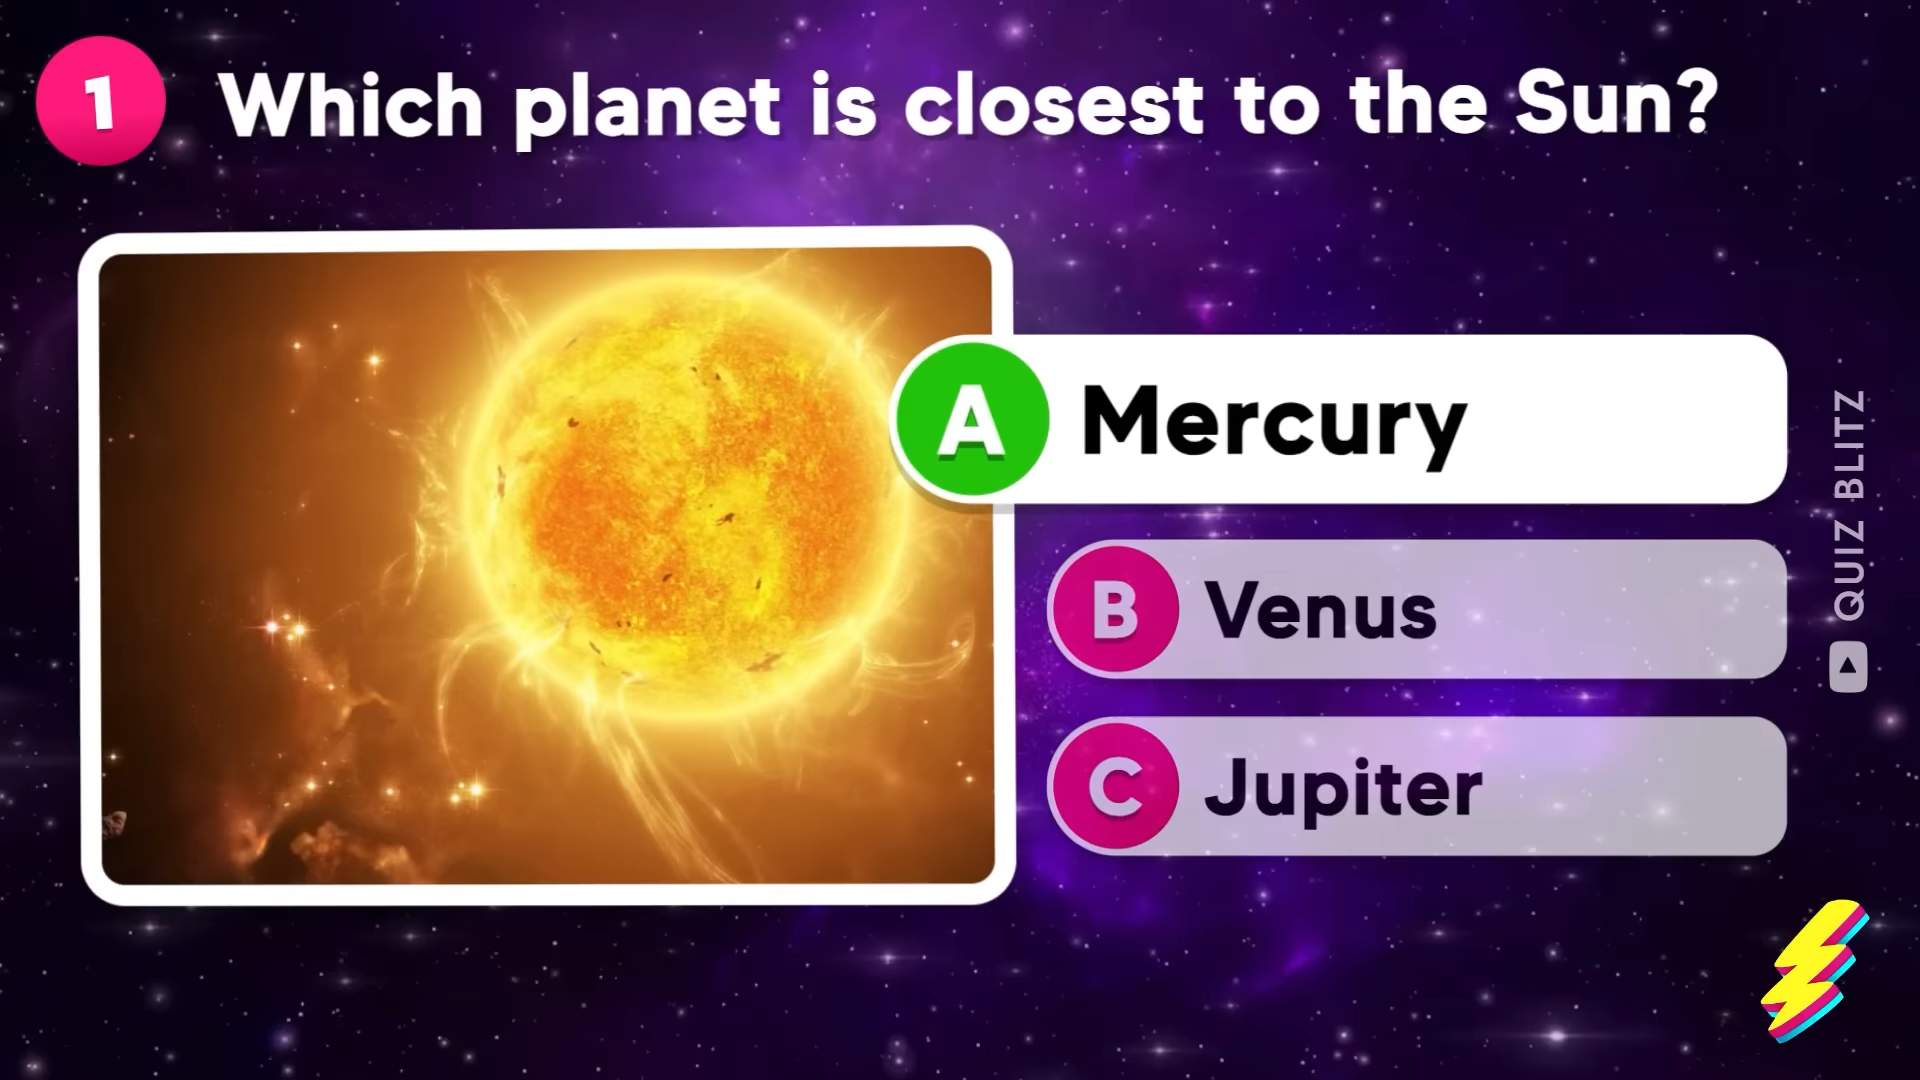 1
Which planet is closest to the Sun?
A Mercury
B Venus
C Jupiter
QUIZ BLITZ